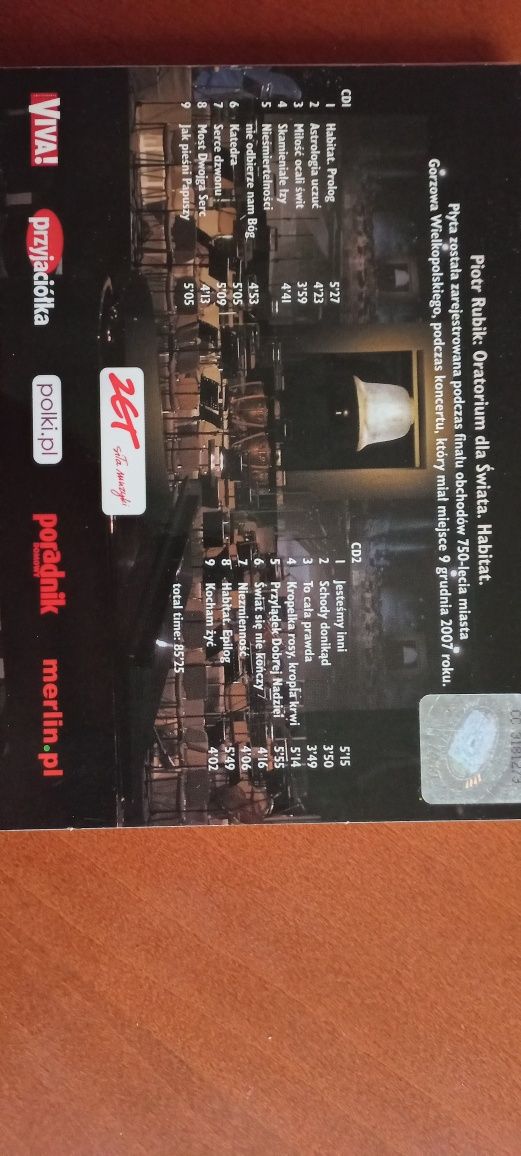 Piotr Rubik: Oratorium dla Świata. Habitat.
Płyta została zarejestrowana podczas finału obchodów 750-lecia miasta
Gorzowa Wielkopolskiego, podczas koncertu, który miał miejsce 9 grudnia 2007 roku.
CD1
1 Habitat. Prolog 5'27
2 Astrologia uczuć 4'23
3 Miłość ocali świt 3'59
4 Skamieniałe łzy 4'41
5 Nieśmiertelności
nie odbierze nam Bóg 4'53
6 Katedra 5'05
7 Serce dzwonu 5'09
8 Most Dwojga Serc 4'13
9 Jak pieśni Papuszy 5'05
CD2
1 Jesteśmy inni 5'15
2 Schody donikąd 3'50
3 To cała prawda 3'49
4 Kropelka rosy, kropla krwi 5'14
5 Przylądek Dobrej Nadziei 5'55
6 Świat się nie kończy 4'16
7 Niezmienność 4'06
8 Habitat. Epilog 5'49
9 Kocham żyć 4'02
total time: 85'25
ZET
siła muzyki
VIVA!
przyjaciółka
polki.pl
poradnik
DOMOWY
merlin.pl